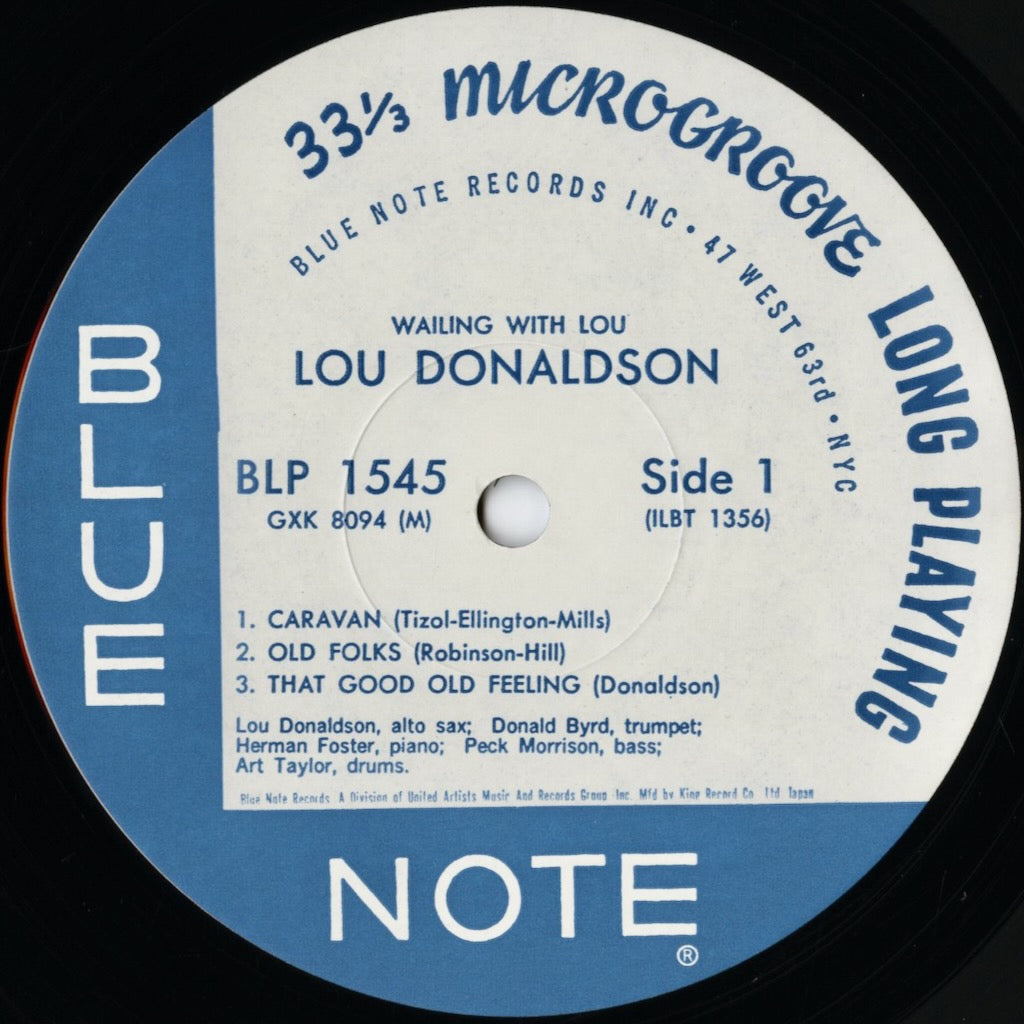 33⅓ MICROGROOVE LONG PLAYING
BLUE NOTE RECORDS INC • 47 WEST 63rd • NYC
WAILING WITH LOU
LOU DONALDSON
BLP 1545
Side 1
GXK 8094 (M)
(ILBT 1356)
1. CARAVAN (Tizol-Ellington-Mills)
2. OLD FOLKS (Robinson-Hill)
3. THAT GOOD OLD FEELING (Donaldson)
Lou Donaldson, alto sax; Donald Byrd, trumpet;
Herman Foster, piano; Peck Morrison, bass;
Art Taylor, drums.
Blue Note Records A Division of United Artists Music And Records Group Inc. Mfd by King Record Co Ltd Japan
BLUE
NOTE®